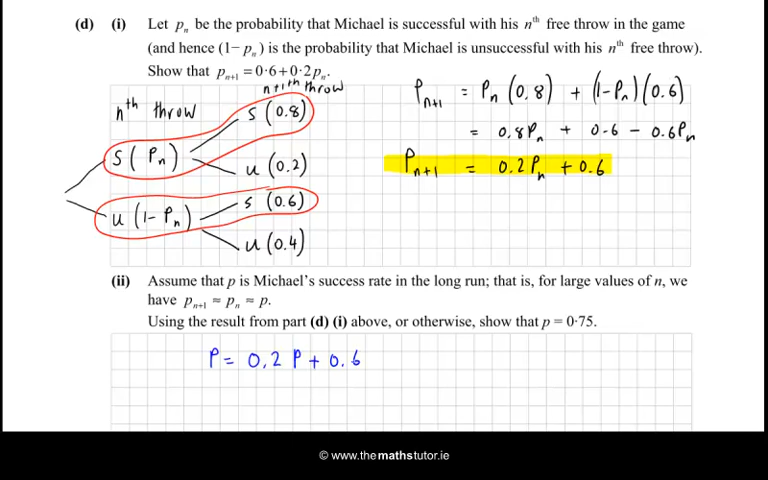 (d) (i) Let pₙ be the probability that Michael is successful with his nᵗʰ free throw in the game
(and hence (1−pₙ) is the probability that Michael is unsuccessful with his nᵗʰ free throw).
Show that pₙ₊₁ = 0·6+0·2pₙ.
n+1ᵗʰ throw
nᵗʰ throw
S (0.8)
S (Pₙ)
u (0.2)
S (0.6)
u (1-Pₙ)
u (0.4)
Pₙ₊₁ = Pₙ (0.8) + (1-Pₙ)(0.6)
= 0.8Pₙ + 0.6 - 0.6Pₙ
Pₙ₊₁ = 0.2Pₙ + 0.6
(ii) Assume that p is Michael's success rate in the long run; that is, for large values of n, we
have pₙ₊₁ ≈ pₙ ≈ p.
Using the result from part (d) (i) above, or otherwise, show that p = 0·75.
P = 0.2 P + 0.6
© www.themathstutor.ie